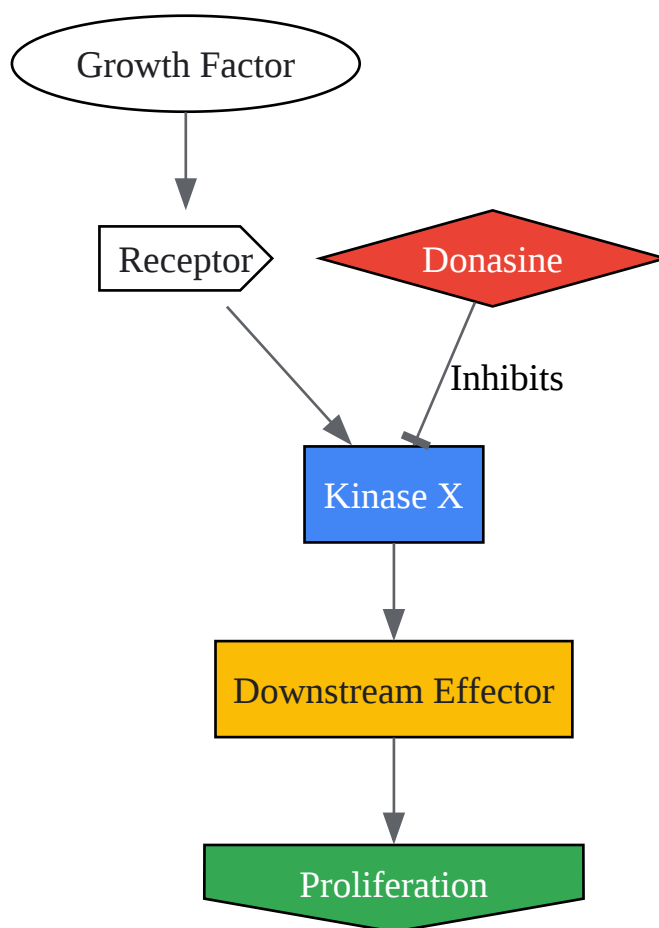 Growth Factor
Receptor
Donasine
Inhibits
Kinase X
Downstream Effector
Proliferation